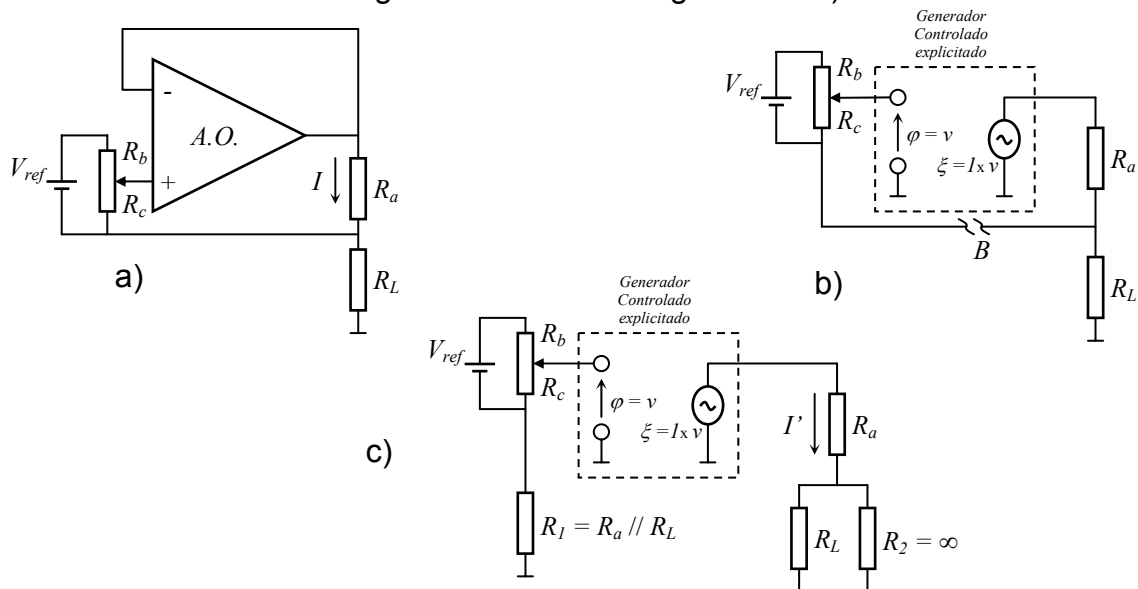 Generador
Controlado
explicitado
-
A.O.
+
V_ref
R_b
R_c
I
R_a
R_L
a)
V_ref
R_b
R_c
φ = v
ξ=1x v
R_a
B
R_L
b)
Generador
Controlado
explicitado
V_ref
R_b
R_c
φ = v
ξ=1x v
I’
R_a
c)
R_1 = R_a // R_L
R_L
R_2 = ∞